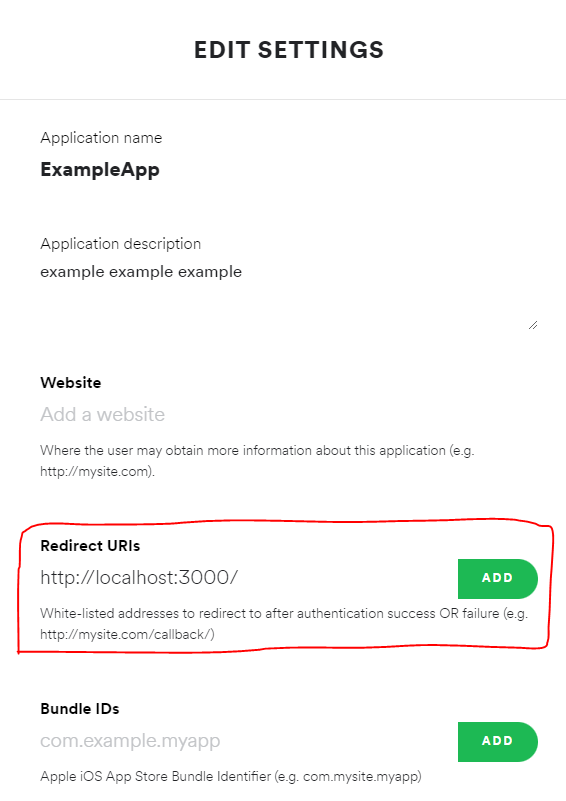 EDIT SETTINGS
Application name
ExampleApp
Application description
example example example
Website
Add a website
Where the user may obtain more information about this application (e.g.
http://mysite.com).
Redirect URIs
http://localhost:3000/
ADD
White-listed addresses to redirect to after authentication success OR failure (e.g.
http://mysite.com/callback/)
Bundle IDs
com.example.myapp
ADD
Apple iOS App Store Bundle Identifier (e.g. com.mysite.myapp)